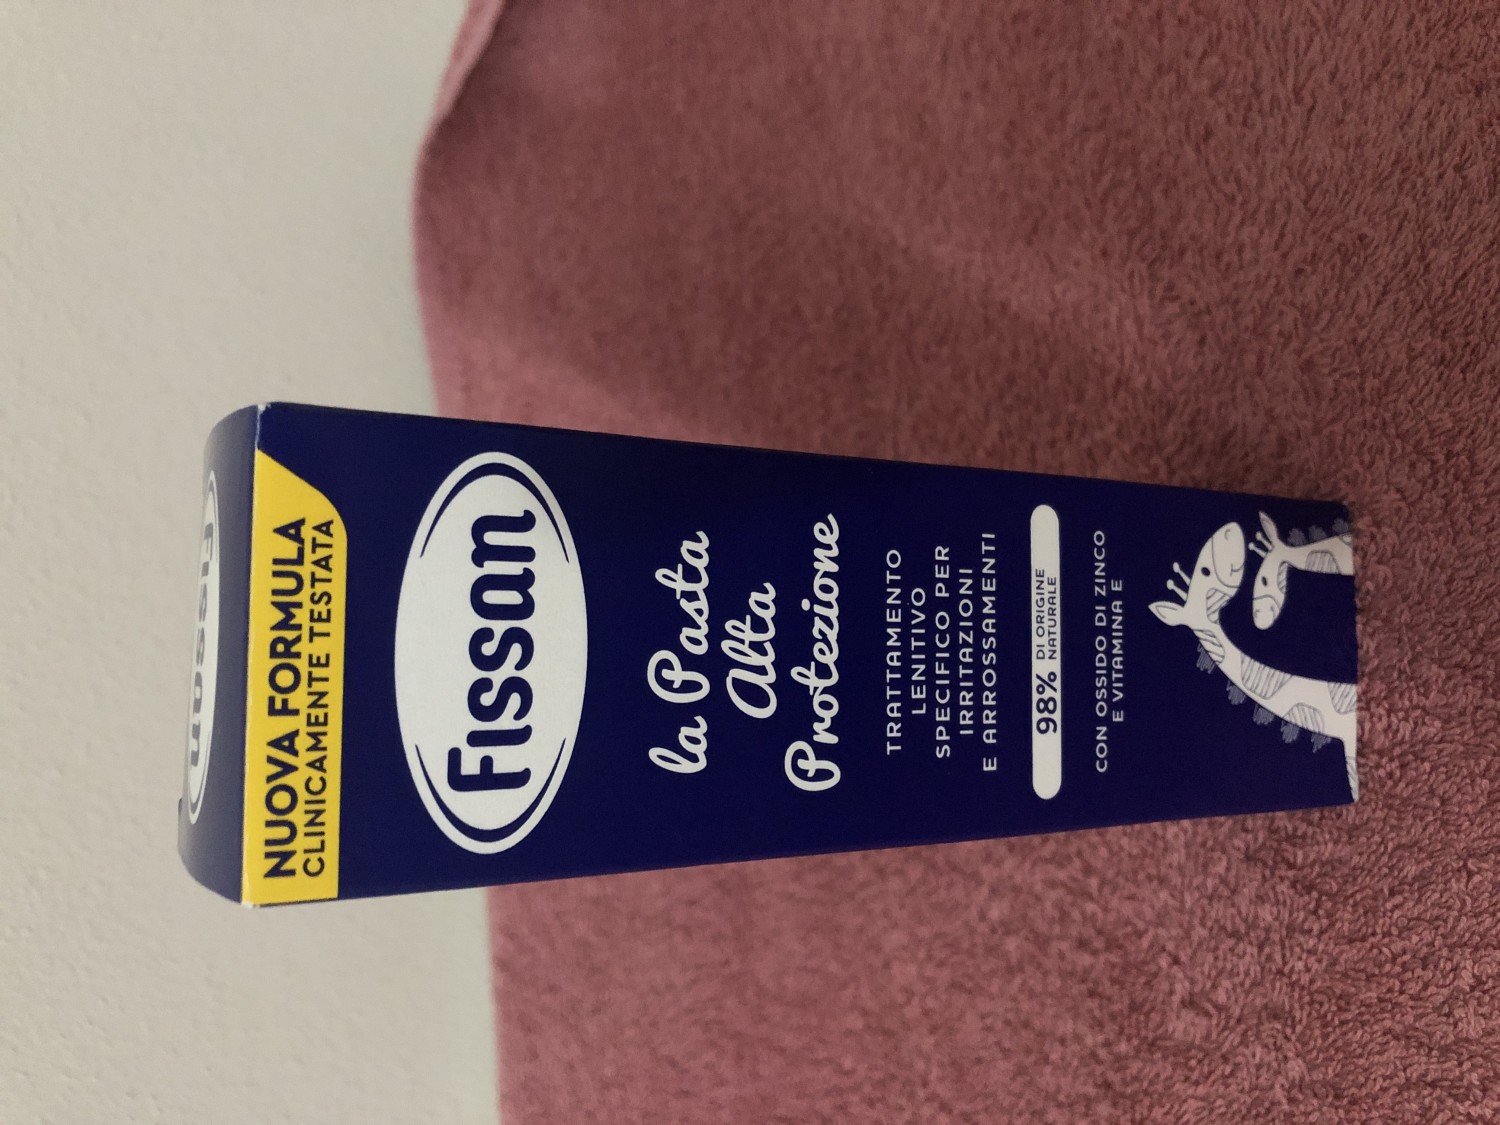 Fissan
NUOVA FORMULA
CLINICAMENTE TESTATA
Fissan
la Pasta
Alta
Protezione
TRATTAMENTO
LENITIVO
SPECIFICO PER
IRRITAZIONI
E ARROSSAMENTI
98% DI ORIGINE
NATURALE
CON OSSIDO DI ZINCO
E VITAMINA E